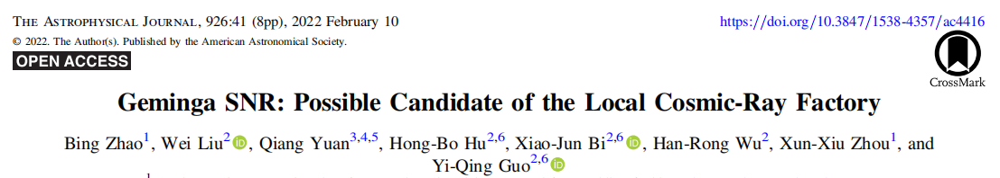 THE ASTROPHYSICAL JOURNAL, 926:41 (8pp), 2022 February 10
https://doi.org/10.3847/1538-4357/ac4416
© 2022. The Author(s). Published by the American Astronomical Society.
OPEN ACCESS
CrossMark
Geminga SNR: Possible Candidate of the Local Cosmic-Ray Factory
Bing Zhao1, Wei Liu2 iD, Qiang Yuan3,4,5, Hong-Bo Hu2,6, Xiao-Jun Bi2,6 iD, Han-Rong Wu2, Xun-Xiu Zhou1, and
Yi-Qing Guo2,6 iD